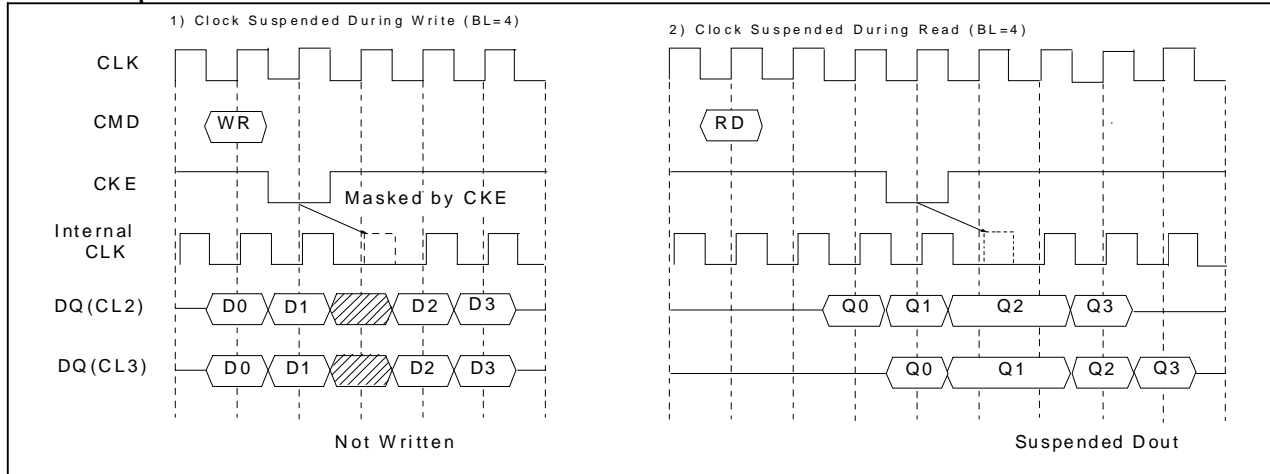 1) Clock Suspended During Write (BL=4)
2) Clock Suspended During Read (BL=4)
CLK
CMD
WR
RD
CKE
Masked by CKE
Internal
CLK
DQ(CL2)
D0 D1 D2 D3
Q0 Q1 Q2 Q3
DQ(CL3)
D0 D1 D2 D3
Q0 Q1 Q2 Q3
Not Written
Suspended Dout